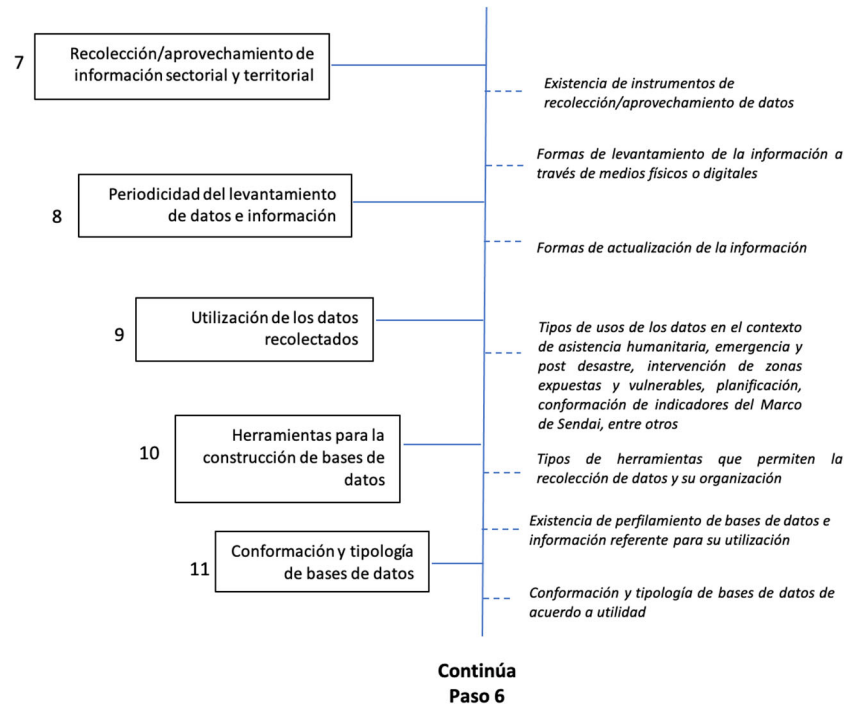 7
Recolección/aprovechamiento de
información sectorial y territorial
Existencia de instrumentos de
recolección/aprovechamiento de datos
Formas de levantamiento de la información a
través de medios físicos o digitales
8
Periodicidad del levantamiento
de datos e información
Formas de actualización de la información
9
Utilización de los datos
recolectados
Tipos de usos de los datos en el contexto
de asistencia humanitaria, emergencia y
post desastre, intervención de zonas
expuestas y vulnerables, planificación,
conformación de indicadores del Marco
de Sendai, entre otros
10
Herramientas para la
construcción de bases de
datos
Tipos de herramientas que permiten la
recolección de datos y su organización
Existencia de perfilamiento de bases de datos e
información referente para su utilización
11
Conformación y tipología
de bases de datos
Conformación y tipología de bases de datos de
acuerdo a utilidad
Continúa
Paso 6